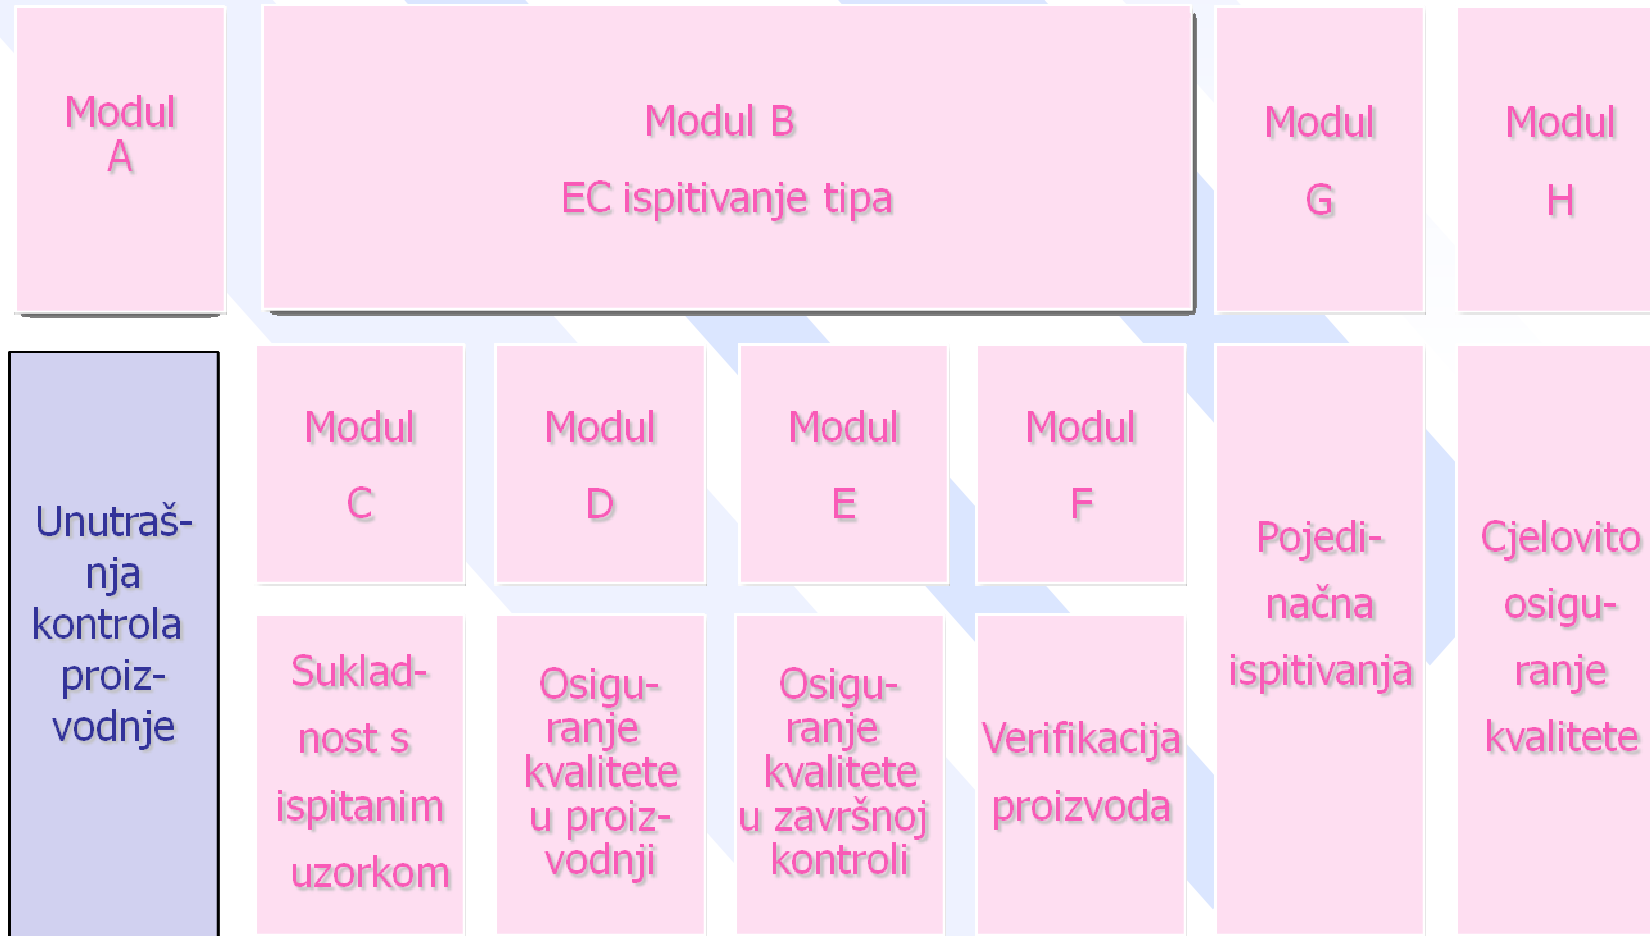 Modul
A
Modul B
EC ispitivanje tipa
Modul
G
Modul
H
Unutraš-
nja
kontrola
proiz-
vodnje
Modul
C
Modul
D
Modul
E
Modul
F
Suklad-
nost s
ispitanim
uzorkom
Osigu-
ranje
kvalitete
u proiz-
vodnji
Osigu-
ranje
kvalitete
u završnoj
kontroli
Verifikacija
proizvoda
Pojedi-
načna
ispitivanja
Cjelovito
osigu-
ranje
kvalitete